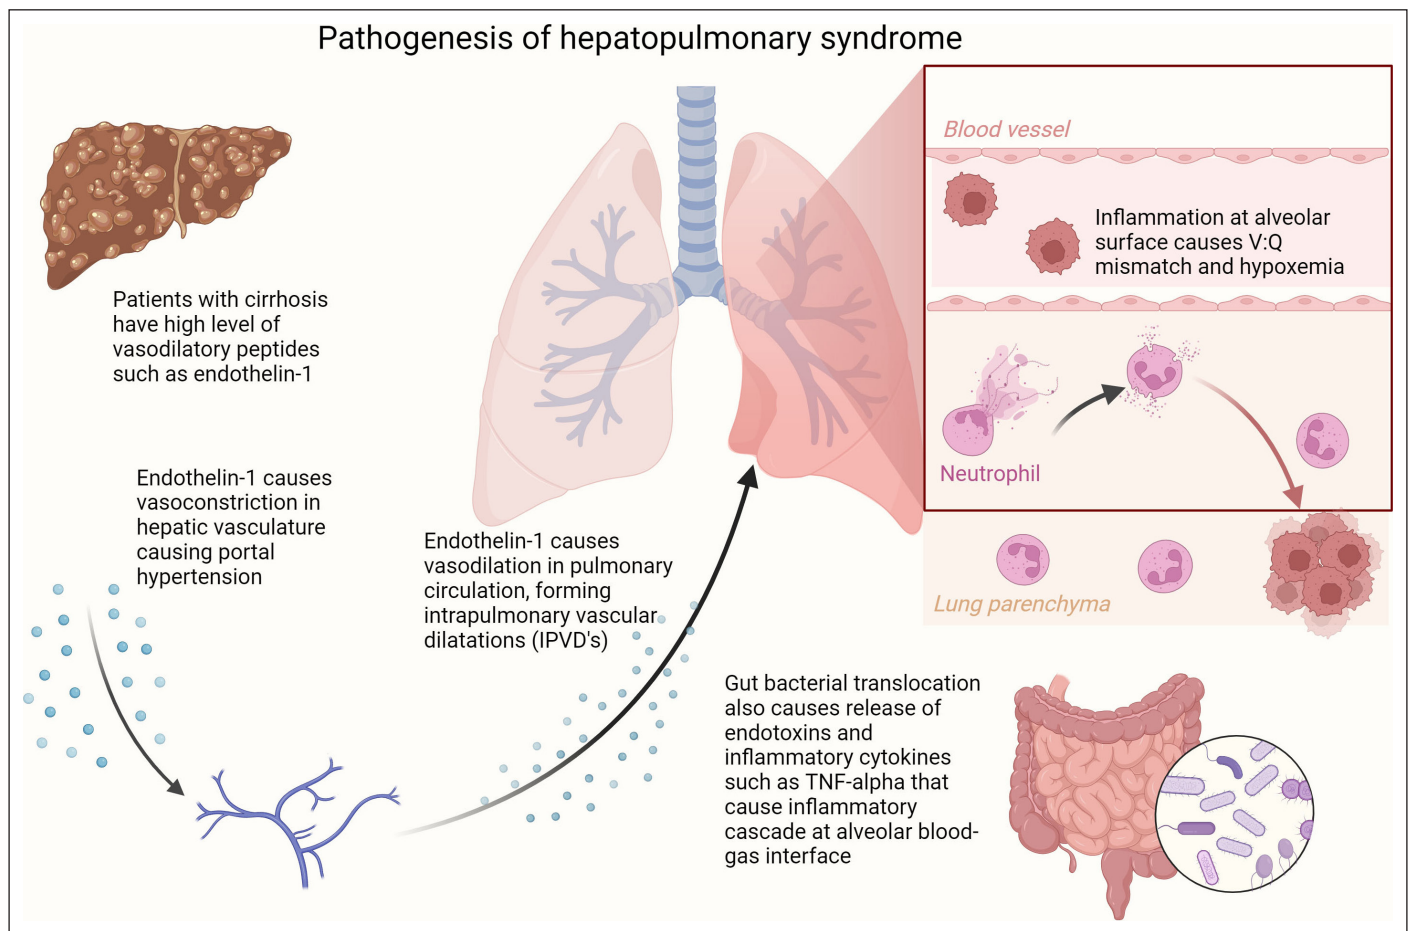 Pathogenesis of hepatopulmonary syndrome
Patients with cirrhosis
have high level of
vasodilatory peptides
such as endothelin-1
Endothelin-1 causes
vasoconstriction in
hepatic vasculature
causing portal
hypertension
Endothelin-1 causes
vasodilation in pulmonary
circulation, forming
intrapulmonary vascular
dilatations (IPVD's)
Blood vessel
Inflammation at alveolar
surface causes V:Q
mismatch and hypoxemia
Neutrophil
Lung parenchyma
Gut bacterial translocation
also causes release of
endotoxins and
inflammatory cytokines
such as TNF-alpha that
cause inflammatory
cascade at alveolar blood-
gas interface